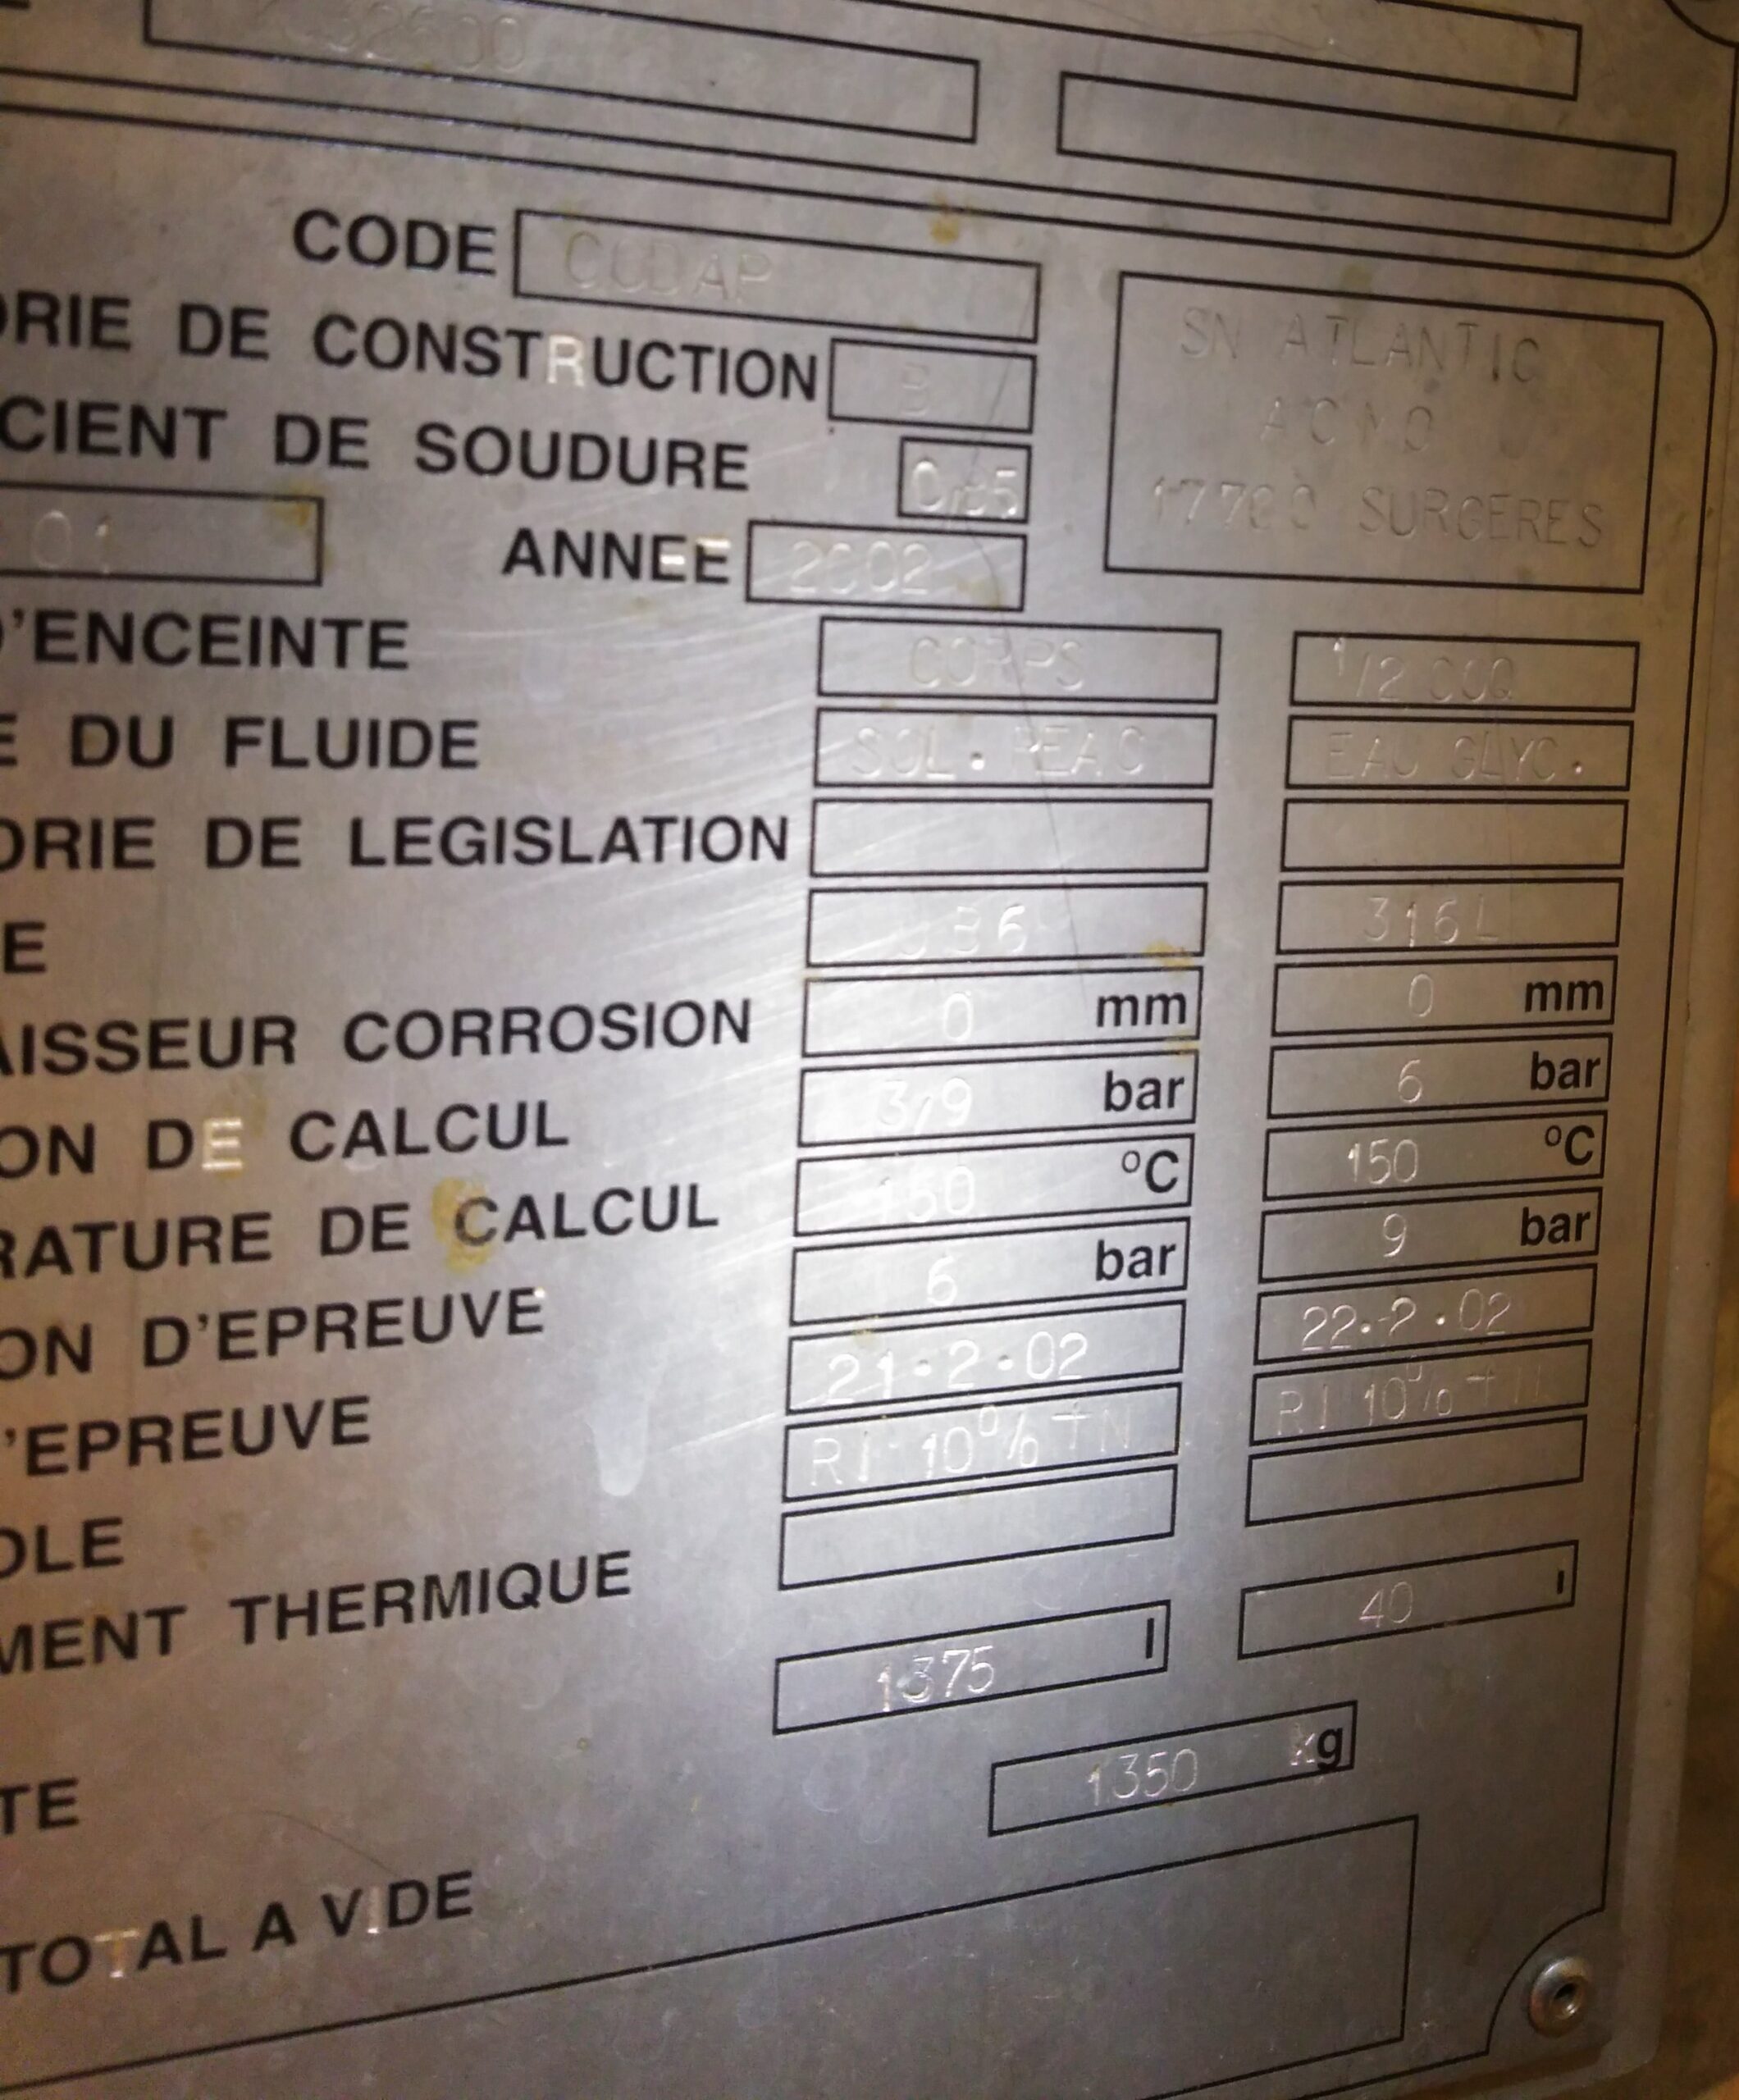 CODE CODAP
ORIE DE CONSTRUCTION B
SN ATLANTIC
ACMO
CIENT DE SOUDURE 0,85
17700 SURGERES
01 ANNEE 2002
D'ENCEINTE CORPS 1/2 COQ
E DU FLUIDE SOL. REAC EAU GLYC.
ORIE DE LEGISLATION
E UB6 316L
AISSEUR CORROSION 0 mm 0 mm
ON DE CALCUL 3,9 bar 6 bar
RATURE DE CALCUL 150 °C 150 °C
ON D'EPREUVE 6 bar 9 bar
'EPREUVE 21.2.02 22.2.02
OLE RI 10% TN RI 10%
MENT THERMIQUE
TE 1375 l 40 l
TOTAL A VIDE 1350 kg